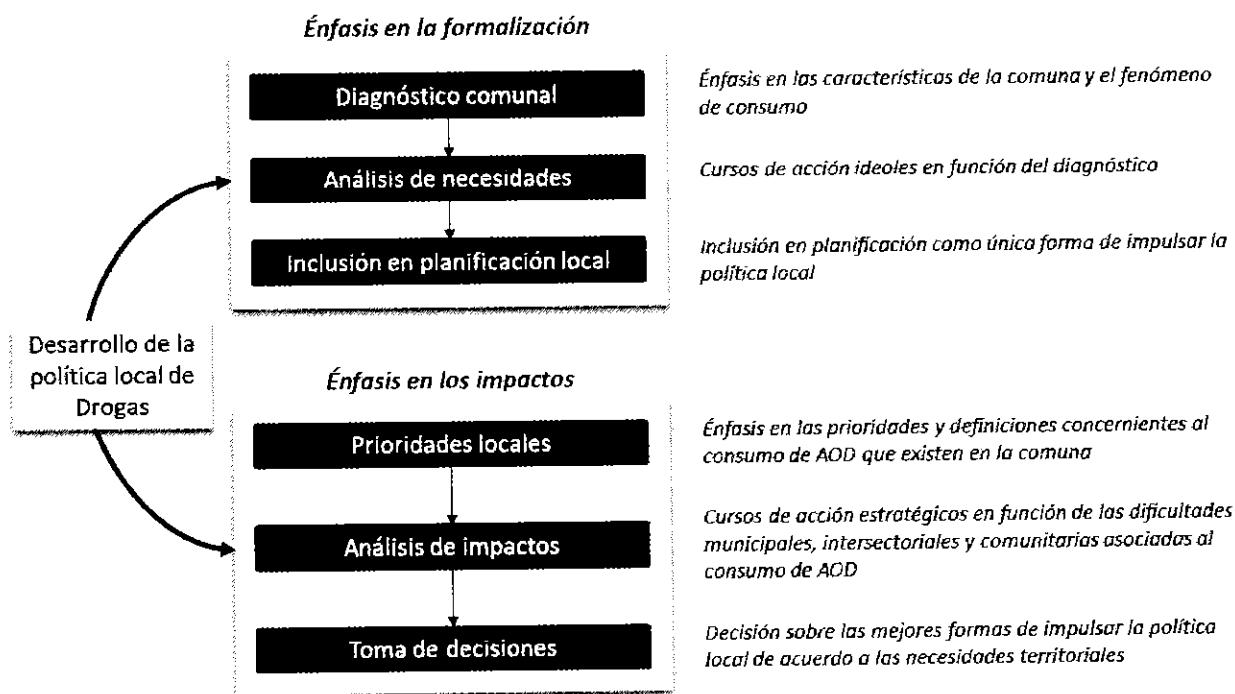 Énfasis en la formalización
Diagnóstico comunal
Énfasis en las características de la comuna y el fenómeno
de consumo
Análisis de necesidades
Cursos de acción ideoles en función del diagnóstico
Inclusión en planificación local
Inclusión en planificación como única forma de impulsar la
política local
Desarrollo de la
política local de
Drogas
Énfasis en los impactos
Prioridades locales
Énfasis en las prioridades y definiciones concernientes al
consumo de AOD que existen en la comuna
Análisis de impactos
Cursos de acción estratégicos en función de las dificultades
municipales, intersectoriales y comunitarias asociadas al
consumo de AOD
Toma de decisiones
Decisión sobre las mejores formas de impulsar la política
local de acuerdo a las necesidades territoriales